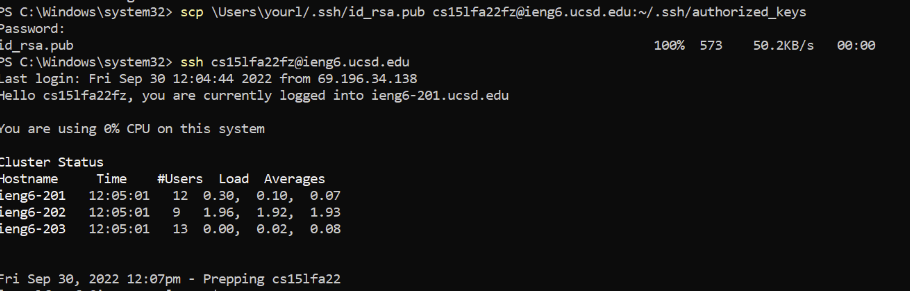 PS C:\Windows\system32> scp \Users\yourl/.ssh/id_rsa.pub cs15lfa22fz@ieng6.ucsd.edu:~/.ssh/authorized_keys
Password:
id_rsa.pub 100% 573 50.2KB/s 00:00
PS C:\Windows\system32> ssh cs15lfa22fz@ieng6.ucsd.edu
Last login: Fri Sep 30 12:04:44 2022 from 69.196.34.138
Hello cs15lfa22fz, you are currently logged into ieng6-201.ucsd.edu
You are using 0% CPU on this system
Cluster Status
Hostname Time #Users Load Averages
ieng6-201 12:05:01 12 0.30, 0.10, 0.07
ieng6-202 12:05:01 9 1.96, 1.92, 1.93
ieng6-203 12:05:01 13 0.00, 0.02, 0.08
Fri Sep 30, 2022 12:07pm - Prepping cs15lfa22